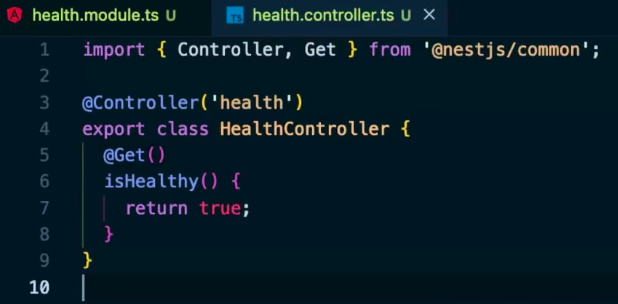 health.module.ts U
TS health.controller.ts U
1 import { Controller, Get } from '@nestjs/common';
2
3 @Controller('health')
4 export class HealthController {
5 @Get()
6 isHealthy() {
7 return true;
8 }
9 }
10